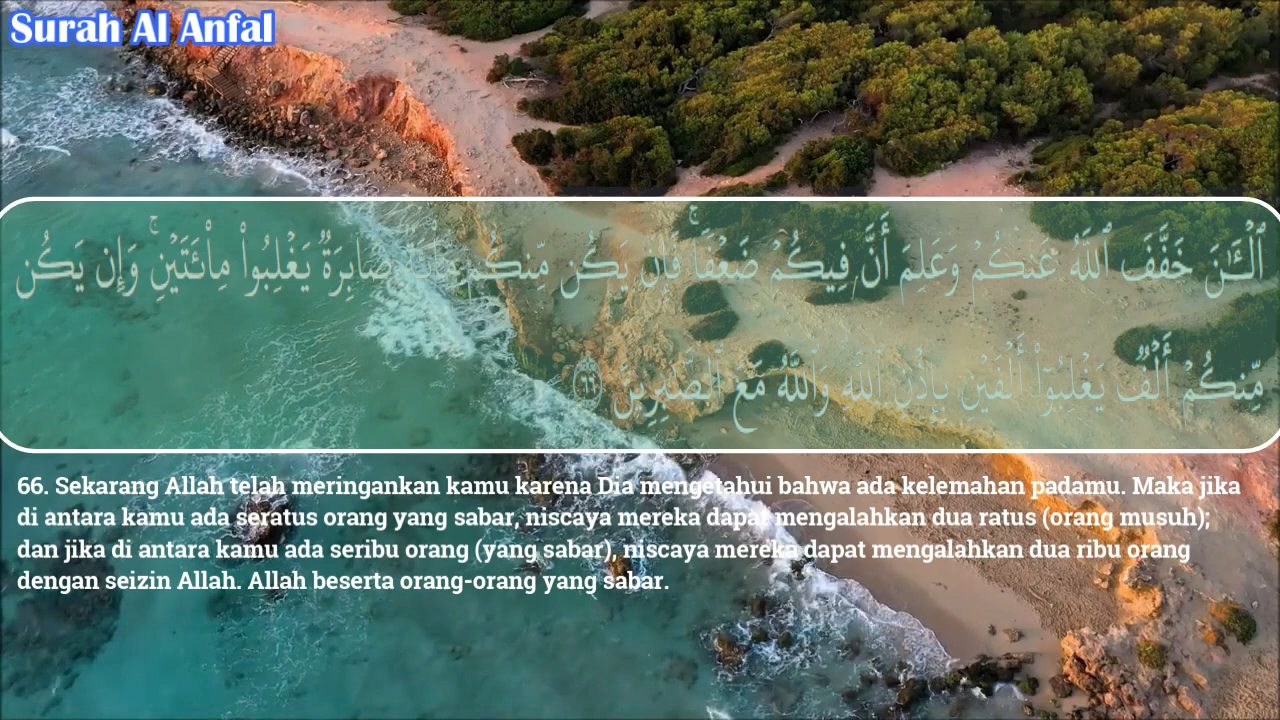 Surah Al Anfal
ٱلْـَٰٔنَ خَفَّفَ ٱللَّهُ عَنكُمْ وَعَلِمَ أَنَّ فِيكُمْ ضَعْفًا ۚ فَإِن يَكُن مِّنكُم مِّا۟ئَةٌ صَابِرَةٌ يَغْلِبُوا۟ مِا۟ئَتَيْنِ ۚ وَإِن يَكُن
مِّنكُمْ أَلْفٌ يَغْلِبُوٓا۟ أَلْفَيْنِ بِإِذْنِ ٱللَّهِ ۗ وَٱللَّهُ مَعَ ٱلصَّٰبِرِينَ ٦٦
66. Sekarang Allah telah meringankan kamu karena Dia mengetahui bahwa ada kelemahan padamu. Maka jika
di antara kamu ada seratus orang yang sabar, niscaya mereka dapat mengalahkan dua ratus (orang musuh);
dan jika di antara kamu ada seribu orang (yang sabar), niscaya mereka dapat mengalahkan dua ribu orang
dengan seizin Allah. Allah beserta orang-orang yang sabar.